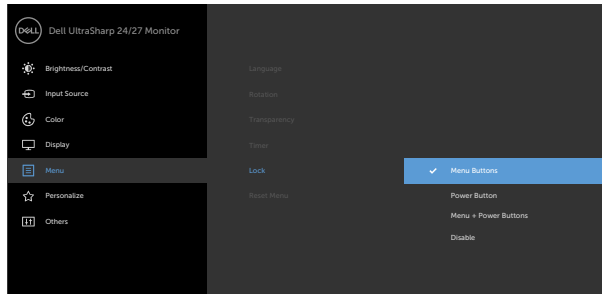 DELL
Dell UltraSharp 24/27 Monitor
Brightness/Contrast
Input Source
Color
Display
Menu
Personalize
Others
Language
Rotation
Transparency
Timer
Lock
Reset Menu
Menu Buttons
Power Button
Menu + Power Buttons
Disable